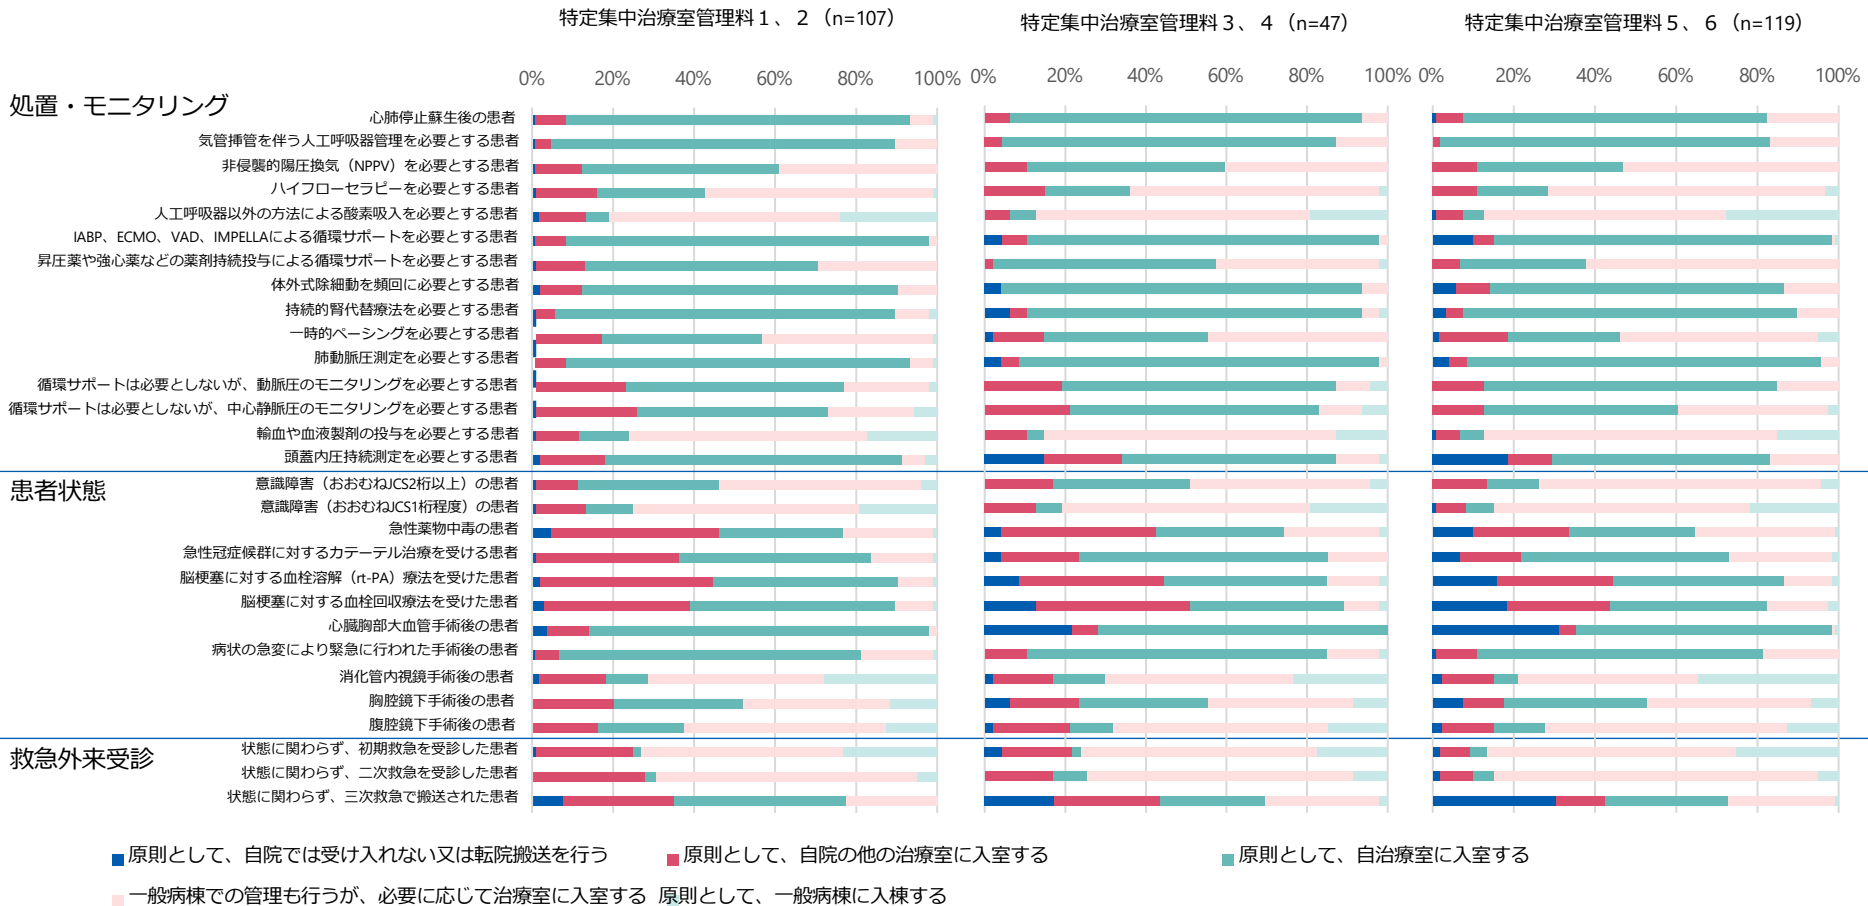 特定集中治療室管理料１、２（n=107）
特定集中治療室管理料３、４（n=47）
特定集中治療室管理料５、６（n=119）
0% 20% 40% 60% 80% 100%
0% 20% 40% 60% 80% 100%
0% 20% 40% 60% 80% 100%
処置・モニタリング
心肺停止蘇生後の患者
気管挿管を伴う人工呼吸器管理を必要とする患者
非侵襲的陽圧換気（NPPV）を必要とする患者
ハイフローセラピーを必要とする患者
人工呼吸器以外の方法による酸素吸入を必要とする患者
IABP、ECMO、VAD、IMPELLAによる循環サポートを必要とする患者
昇圧薬や強心薬などの薬剤持続投与による循環サポートを必要とする患者
体外式除細動を頻回に必要とする患者
持続的腎代替療法を必要とする患者
一時的ペーシングを必要とする患者
肺動脈圧測定を必要とする患者
循環サポートは必要としないが、動脈圧のモニタリングを必要とする患者
循環サポートは必要としないが、中心静脈圧のモニタリングを必要とする患者
輸血や血液製剤の投与を必要とする患者
頭蓋内圧持続測定を必要とする患者
患者状態
意識障害（おおむねJCS2桁以上）の患者
意識障害（おおむねJCS1桁程度）の患者
急性薬物中毒の患者
急性冠症候群に対するカテーテル治療を受ける患者
脳梗塞に対する血栓溶解（rt-PA）療法を受けた患者
脳梗塞に対する血栓回収療法を受けた患者
心臓胸部大血管手術後の患者
病状の急変により緊急に行われた手術後の患者
消化管内視鏡手術後の患者
胸腔鏡下手術後の患者
腹腔鏡下手術後の患者
救急外来受診
状態に関わらず、初期救急を受診した患者
状態に関わらず、二次救急を受診した患者
状態に関わらず、三次救急で搬送された患者
原則として、自院では受け入れない又は転院搬送を行う
原則として、自院の他の治療室に入室する
原則として、自治療室に入室する
一般病棟での管理も行うが、必要に応じて治療室に入室する
原則として、一般病棟に入棟する